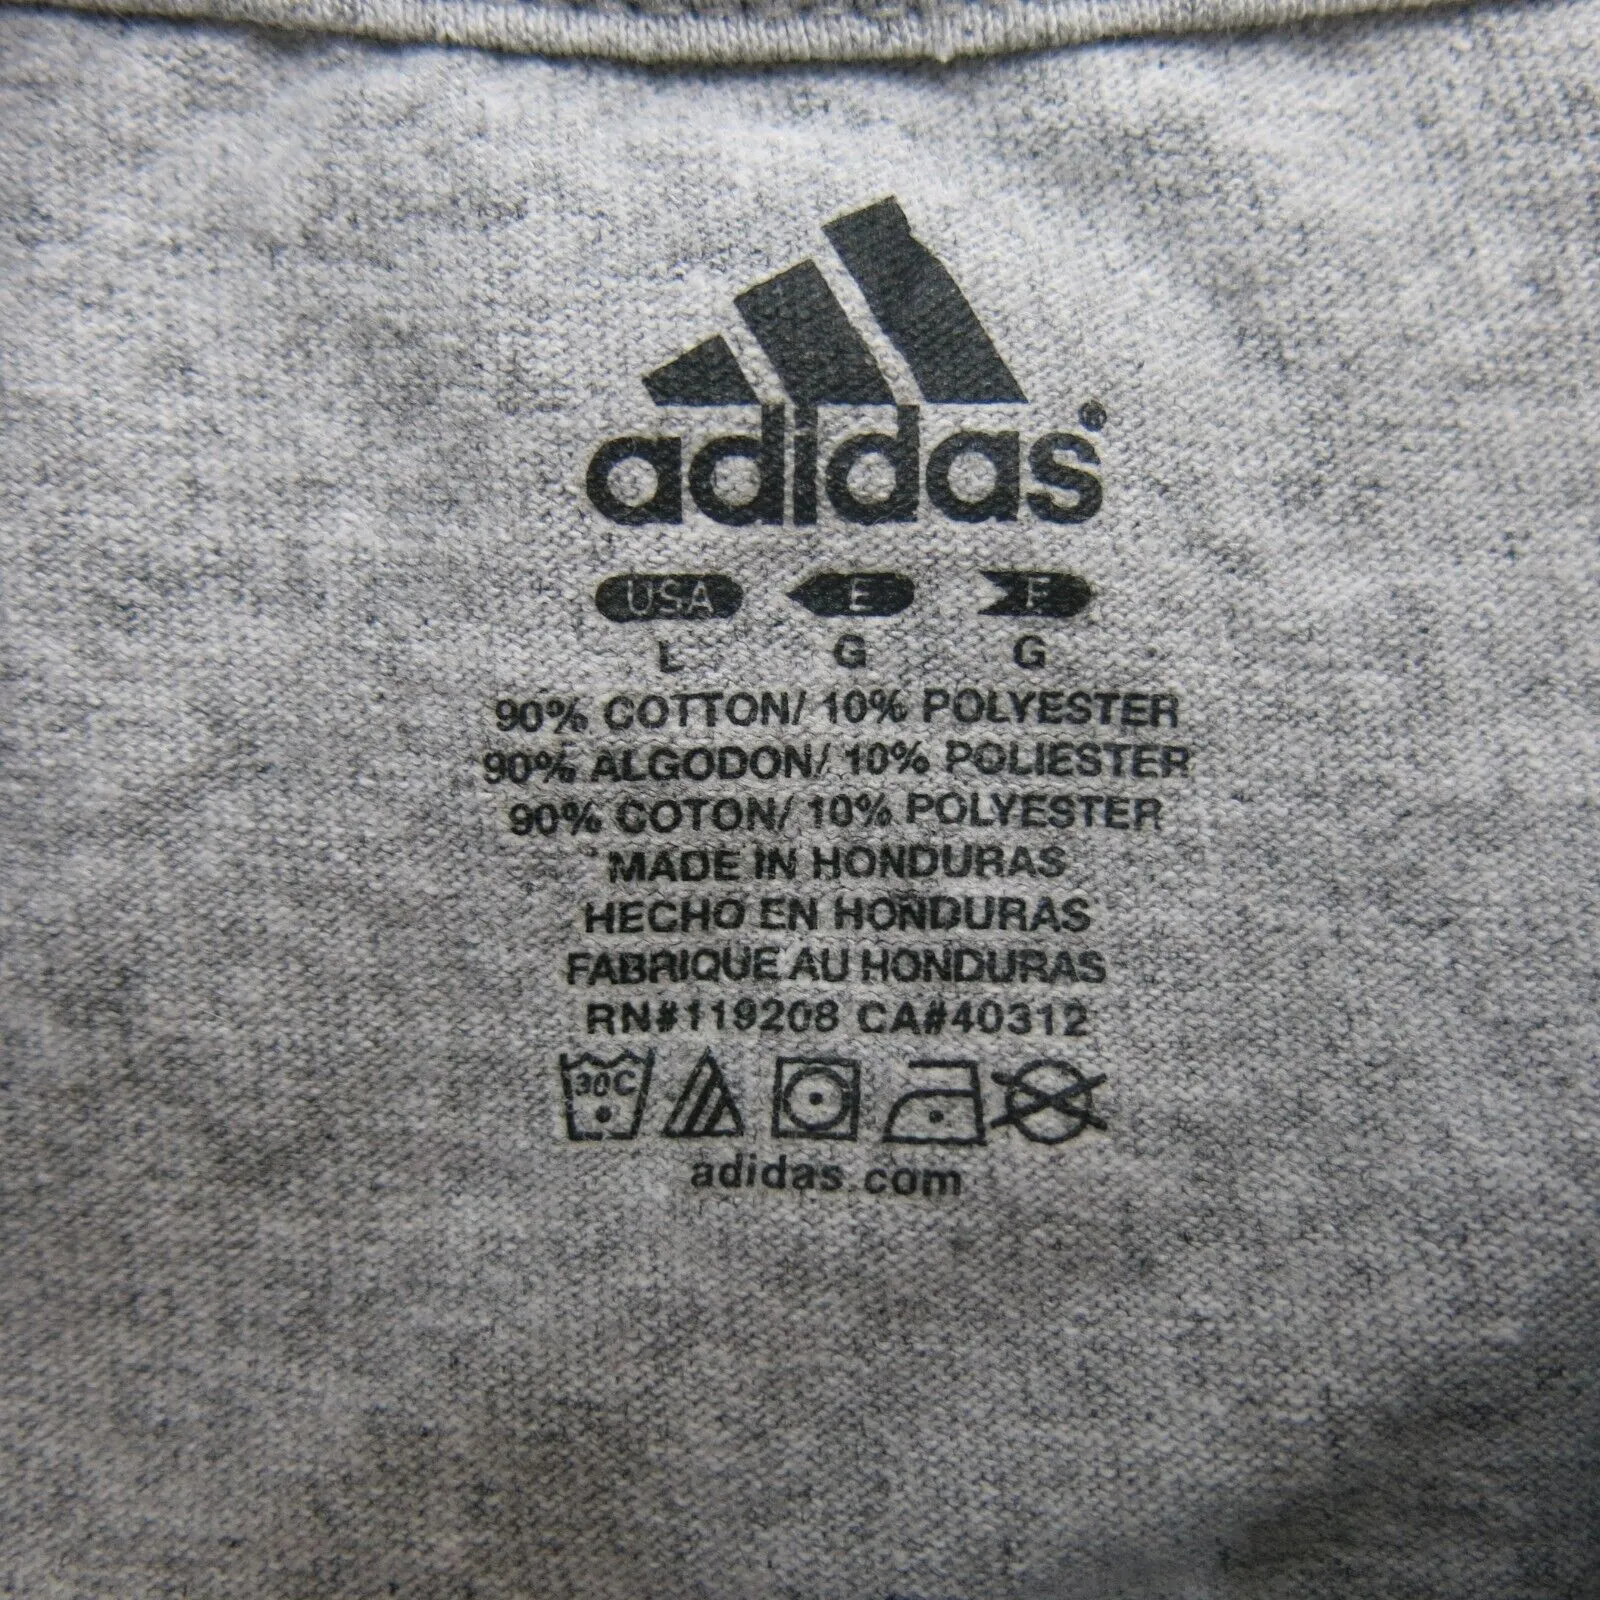 adidas®
USA E F
L G G
90% COTTON/ 10% POLYESTER
90% ALGODON/ 10% POLIESTER
90% COTON/ 10% POLYESTER
MADE IN HONDURAS
HECHO EN HONDURAS
FABRIQUE AU HONDURAS
RN#119208 CA#40312
30C
adidas.com